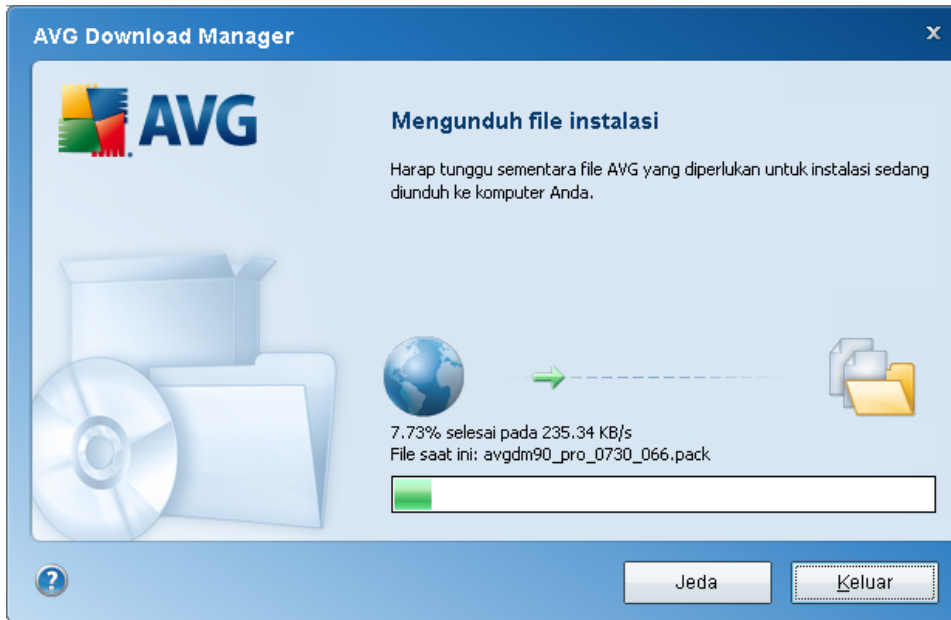 AVG Download Manager
x
AVG
Mengunduh file instalasi
Harap tunggu sementara file AVG yang diperlukan untuk instalasi sedang
diunduh ke komputer Anda.
7.73% selesai pada 235.34 KB/s
File saat ini: avgdm90_pro_0730_066.pack
?
Jeda
Keluar